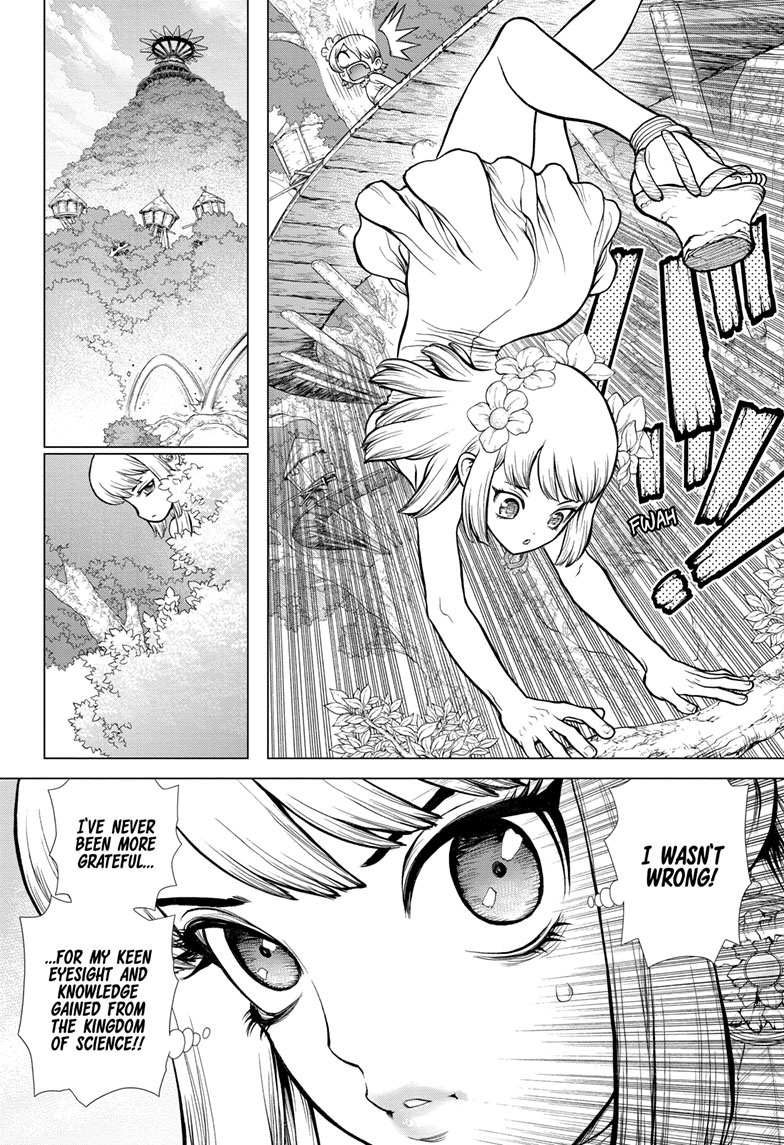 FWAH
I WASN'T
WRONG!
I'VE NEVER
BEEN MORE
GRATEFUL...
...FOR MY KEEN
EYESIGHT AND
KNOWLEDGE
GAINED FROM
THE KINGDOM
OF SCIENCE!!